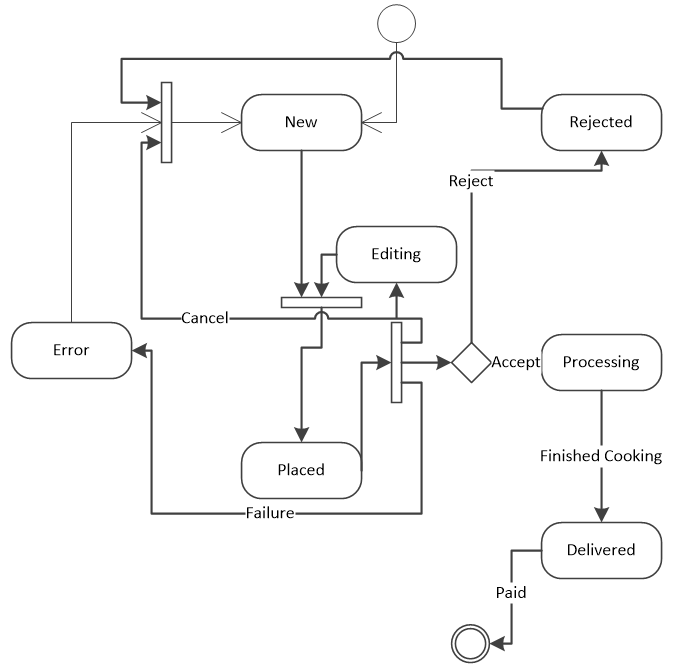 New
Rejected
Reject
Editing
Cancel
Error
Accept
Processing
Finished Cooking
Placed
Failure
Delivered
Paid